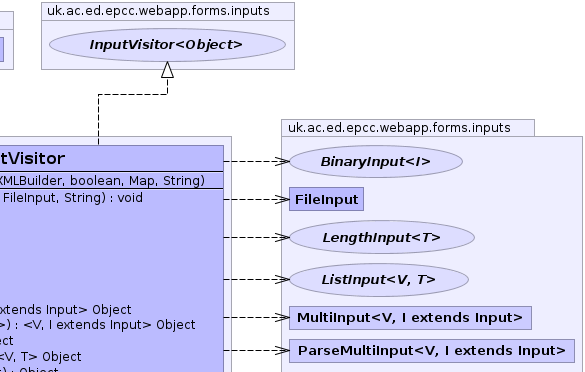 uk.ac.ed.epcc.webapp.forms.inputs
InputVisitor<Object>
uk.ac.ed.epcc.webapp.forms.inputs
tVisitor
XMLBuilder, boolean, Map, String)
FileInput, String) : void
BinaryInput<I>
FileInput
LengthInput<T>
ListInput<V, T>
extends Input> Object
>) : <V, I extends Input> Object
ect
<V, T> Object
) : Object
MultiInput<V, I extends Input>
ParseMultiInput<V, I extends Input>